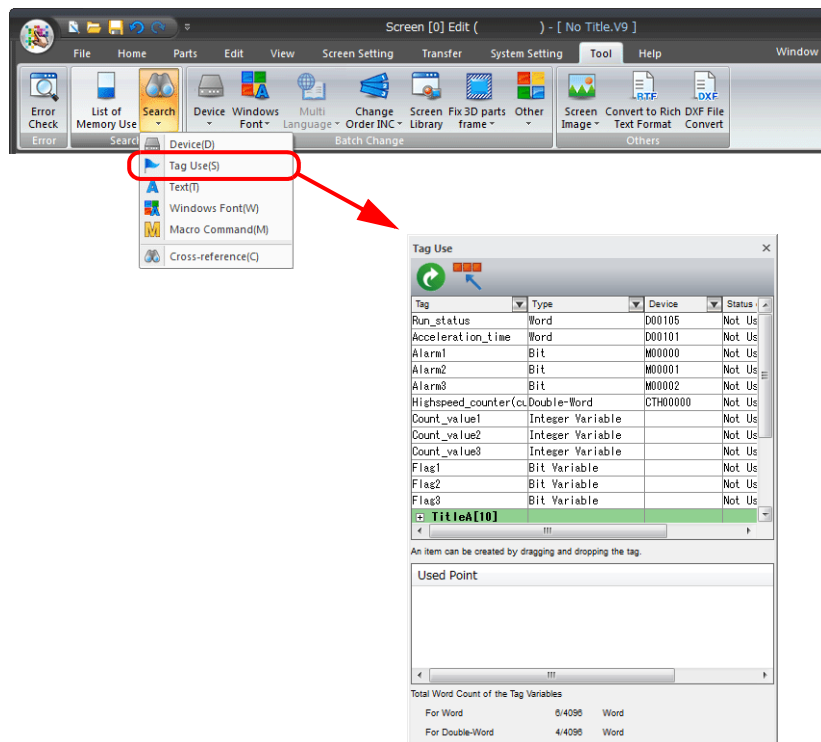 Screen [0] Edit ( ) - [ No Title.V9 ]
File Home Parts Edit View Screen Setting Transfer System Setting Tool Help Window
Error Check
List of Memory Use
Search
Device
Windows Font
Multi Language
Change Order INC
Screen Library
Fix 3D parts frame
Other
Screen Image
RTF
Convert to Rich Text Format
DXF
DXF File Convert
Error Batch Change Others
Device(D)
Tag Use(S)
Text(T)
Windows Font(W)
Macro Command(M)
Cross-reference(C)
Tag Use
Tag Type Device Status
Run_status Word D00105 Not Us
Acceleration_time Word D00101 Not Us
Alarm1 Bit M00000 Not Us
Alarm2 Bit M00001 Not Us
Alarm3 Bit M00002 Not Us
Highspeed_counter(cu Double-Word CTH00000 Not Us
Count_value1 Integer Variable Not Us
Count_value2 Integer Variable Not Us
Count_value3 Integer Variable Not Us
Flag1 Bit Variable Not Us
Flag2 Bit Variable Not Us
Flag3 Bit Variable Not Us
TitleA[10]
An item can be created by dragging and dropping the tag.
Used Point
Total Word Count of the Tag Variables
For Word 6/4096 Word
For Double-Word 4/4096 Word